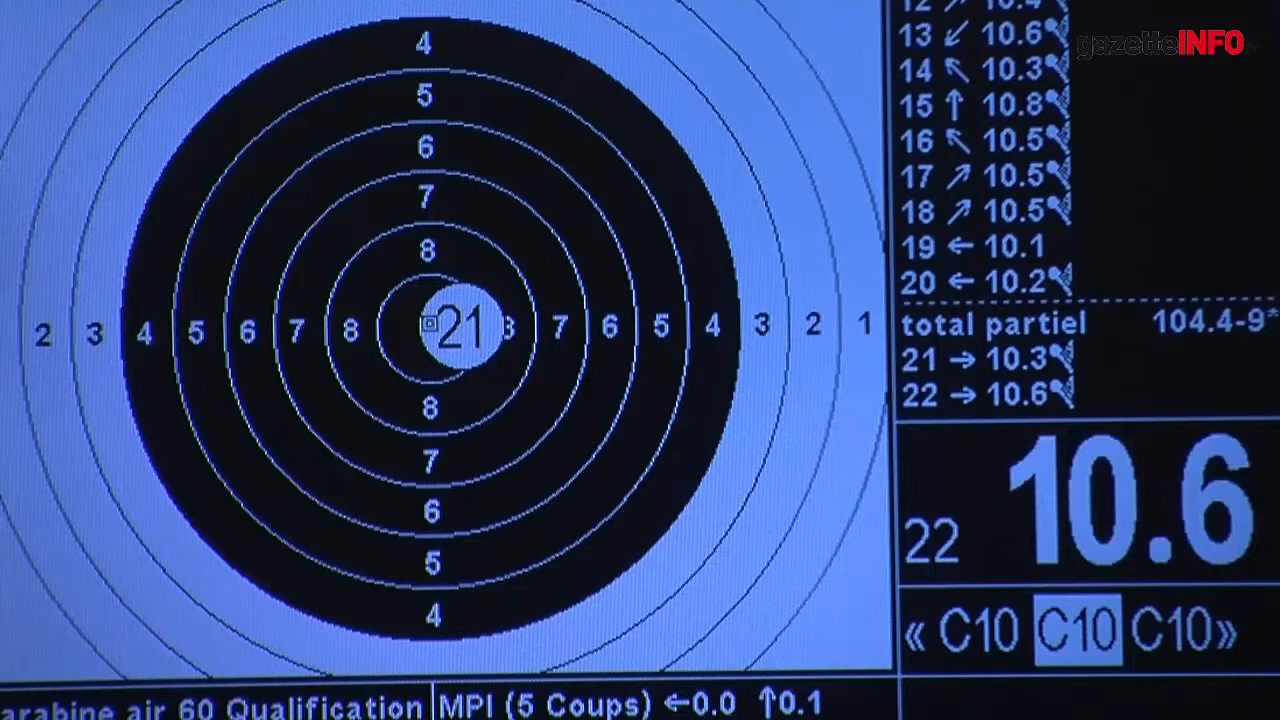 12 ↗ 10.4
gazetteINFO
13 ↙ 10.6
14 ↖ 10.3
15 ↑ 10.8
16 ↖ 10.5
17 ↗ 10.5
18 ↗ 10.5
19 ← 10.1
20 ← 10.2
total partiel 104.4-9*
21 → 10.3
22 → 10.6
22 10.6
« C10 C10 C10 »
4
5
6
7
8
2 3 4 5 6 7 8 21 8 7 6 5 4 3 2 1
8
7
6
5
4
arabine air 60 Qualification MPI (5 Coups) ←0.0 ↑0.1